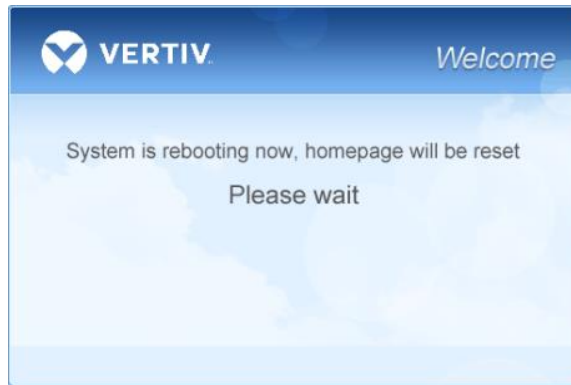 VERTIV
Welcome
System is rebooting now, homepage will be reset
Please wait